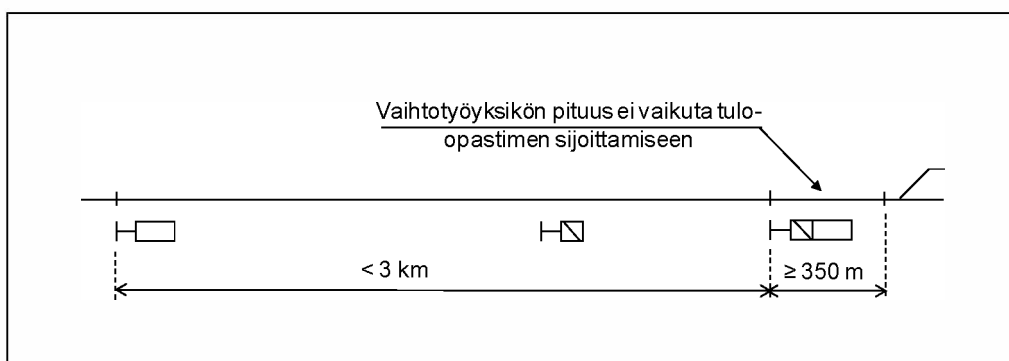 Vaihtotyöyksikön pituus ei vaikuta tulo-
opastimen sijoittamiseen
< 3 km
≥ 350 m